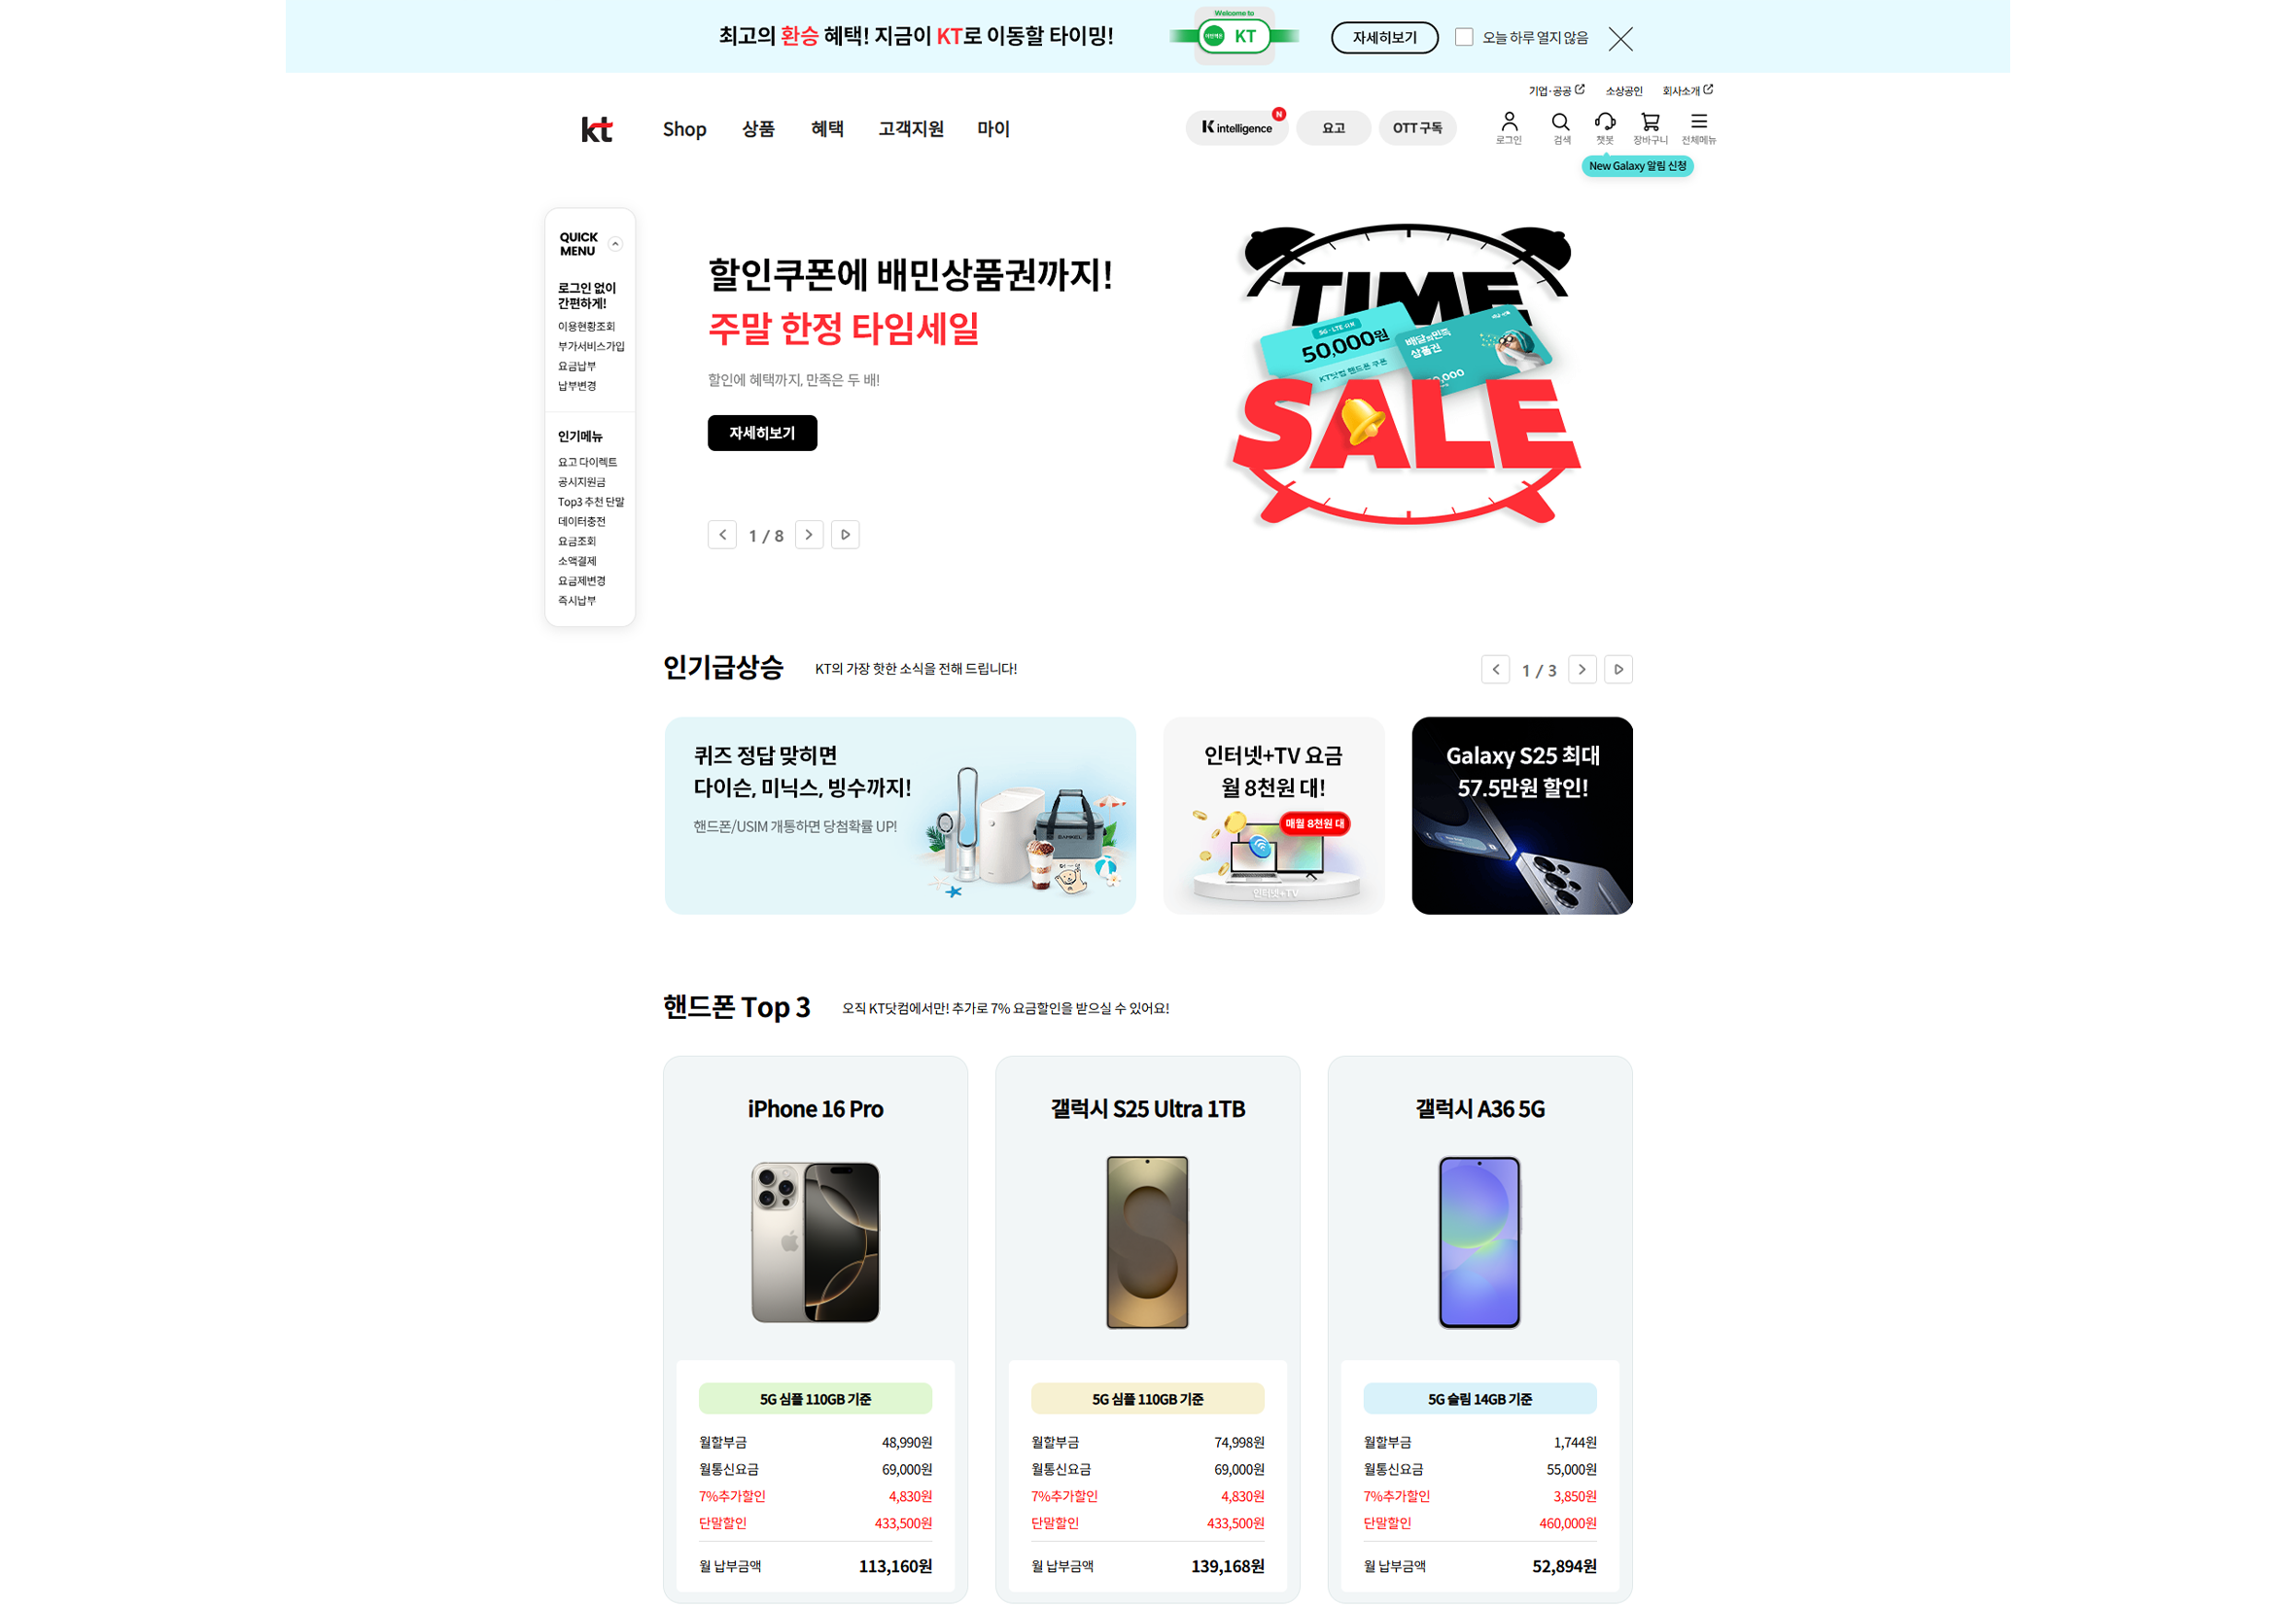 최고의 환승 혜택! 지금이 KT로 이동할 타이밍!
Welcome to
KT
자세히보기
오늘 하루 열지 않음
기업·공공
소상공인
회사소개
kt
Shop
상품
혜택
고객지원
마이
K intelligence
N
요고
OTT 구독
로그인
검색
챗봇
장바구니
전체메뉴
New Galaxy 알림 신청
QUICK
MENU
로그인 없이
간편하게!
이용현황조회
부가서비스가입
요금납부
납부변경
인기메뉴
요고 다이렉트
공시지원금
Top3 추천 단말
데이터충전
요금조회
소액결제
요금제변경
즉시납부
할인쿠폰에 배민상품권까지!
주말 한정 타임세일
할인에 혜택까지, 만족은 두 배!
자세히보기
1 / 8
TIME
50,000원
KT닷컴 핸드폰 쿠폰
배달의민족
상품권
SALE
인기급상승
KT의 가장 핫한 소식을 전해 드립니다!
1 / 3
퀴즈 정답 맞히면
다이슨, 미닉스, 빙수까지!
핸드폰/USIM 개통하면 당첨확률 UP!
인터넷+TV 요금
월 8천원 대!
매월 8천원 대
인터넷+TV
Galaxy S25 최대
57.5만원 할인!
핸드폰 Top 3
오직 KT닷컴에서만! 추가로 7% 요금할인을 받으실 수 있어요!
iPhone 16 Pro
5G 심플 110GB 기준
월할부금 48,990원
월통신요금 69,000원
7%추가할인 4,830원
단말할인 433,500원
월 납부금액 113,160원
갤럭시 S25 Ultra 1TB
5G 심플 110GB 기준
월할부금 74,998원
월통신요금 69,000원
7%추가할인 4,830원
단말할인 433,500원
월 납부금액 139,168원
갤럭시 A36 5G
5G 슬림 14GB 기준
월할부금 1,744원
월통신요금 55,000원
7%추가할인 3,850원
단말할인 460,000원
월 납부금액 52,894원